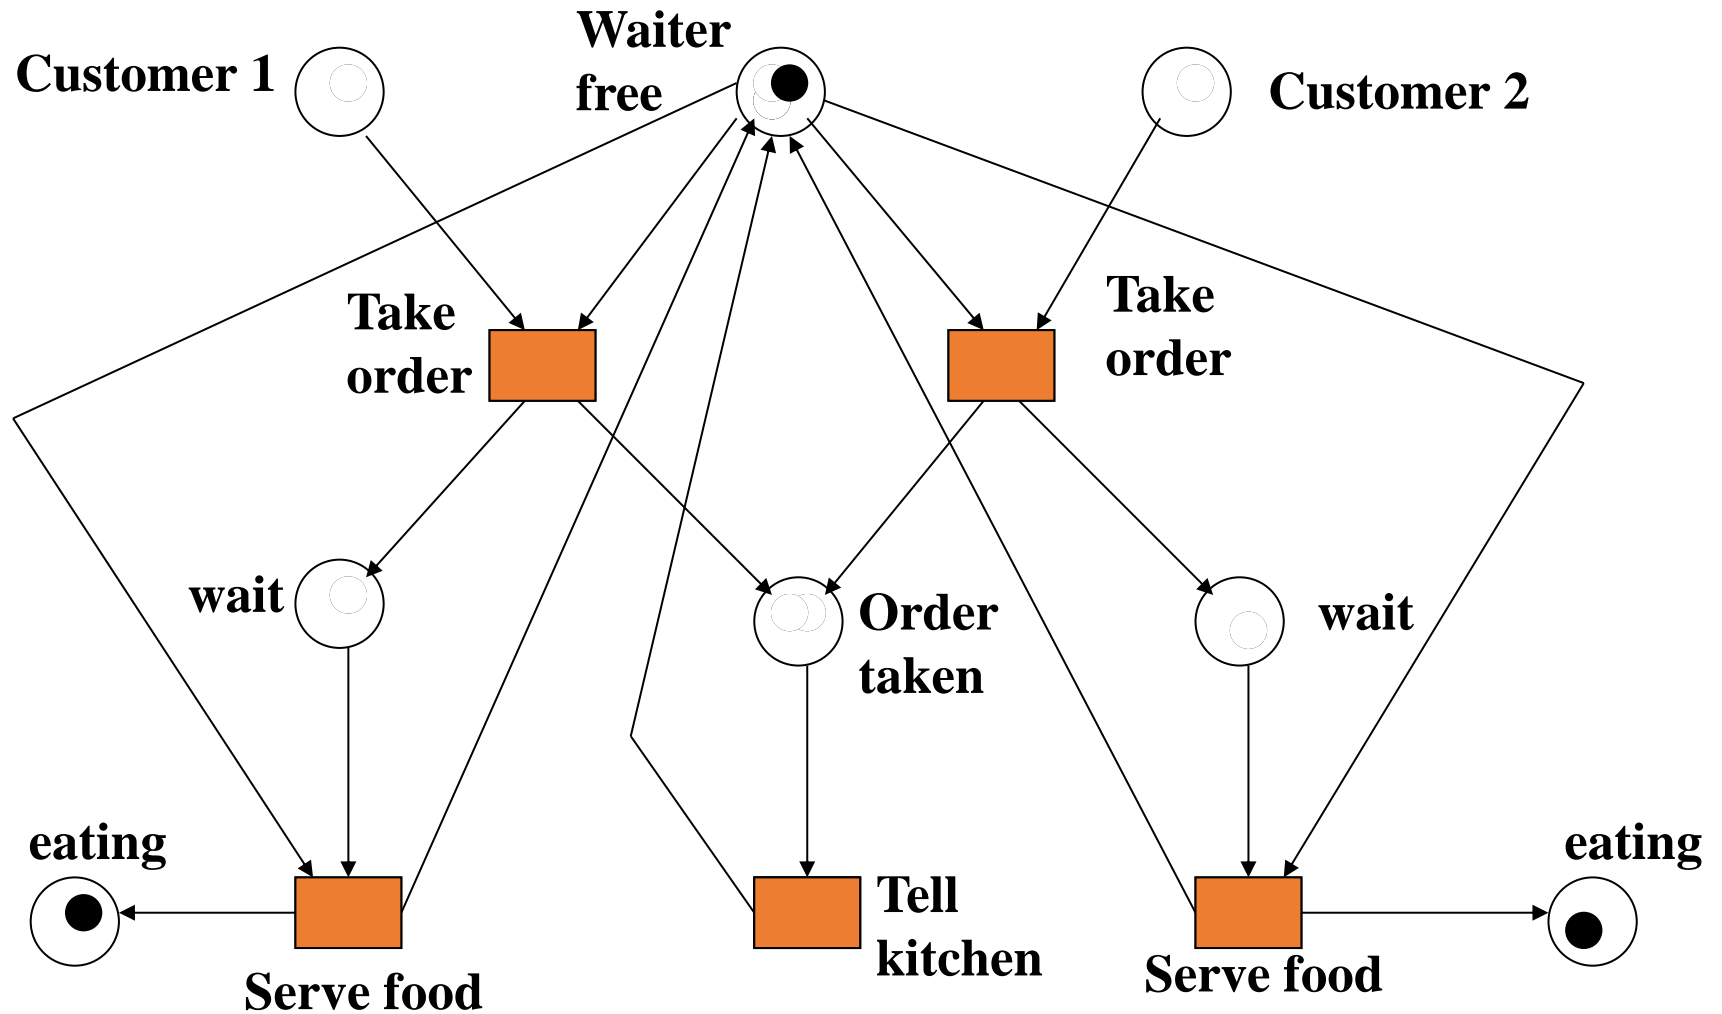 Waiter
free
Customer 1
Customer 2
Take
order
Take
order
wait
Order
taken
wait
eating
eating
Tell
kitchen
Serve food
Serve food